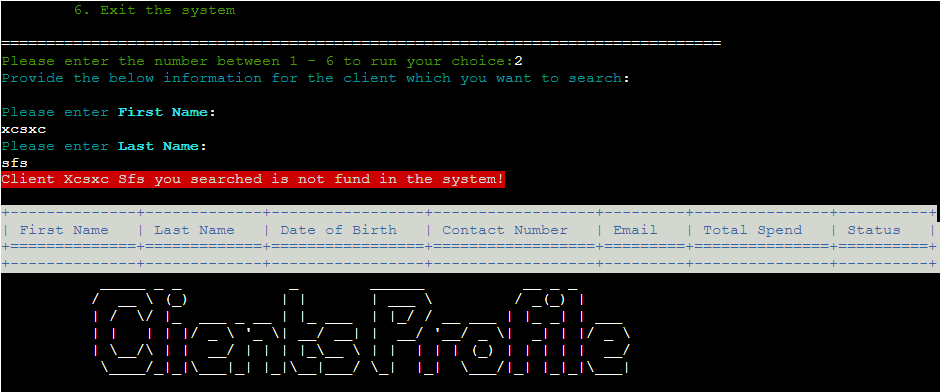 6. Exit the system
================================================================================
Please enter the number between 1 - 6 to run your choice:2
Provide the below information for the client which you want to search:
Please enter First Name:
xcsxc
Please enter Last Name:
sfs
Client Xcsxc Sfs you searched is not fund in the system!
| First Name | Last Name | Date of Birth | Contact Number | Email | Total Spend | Status |
ClientsProfile